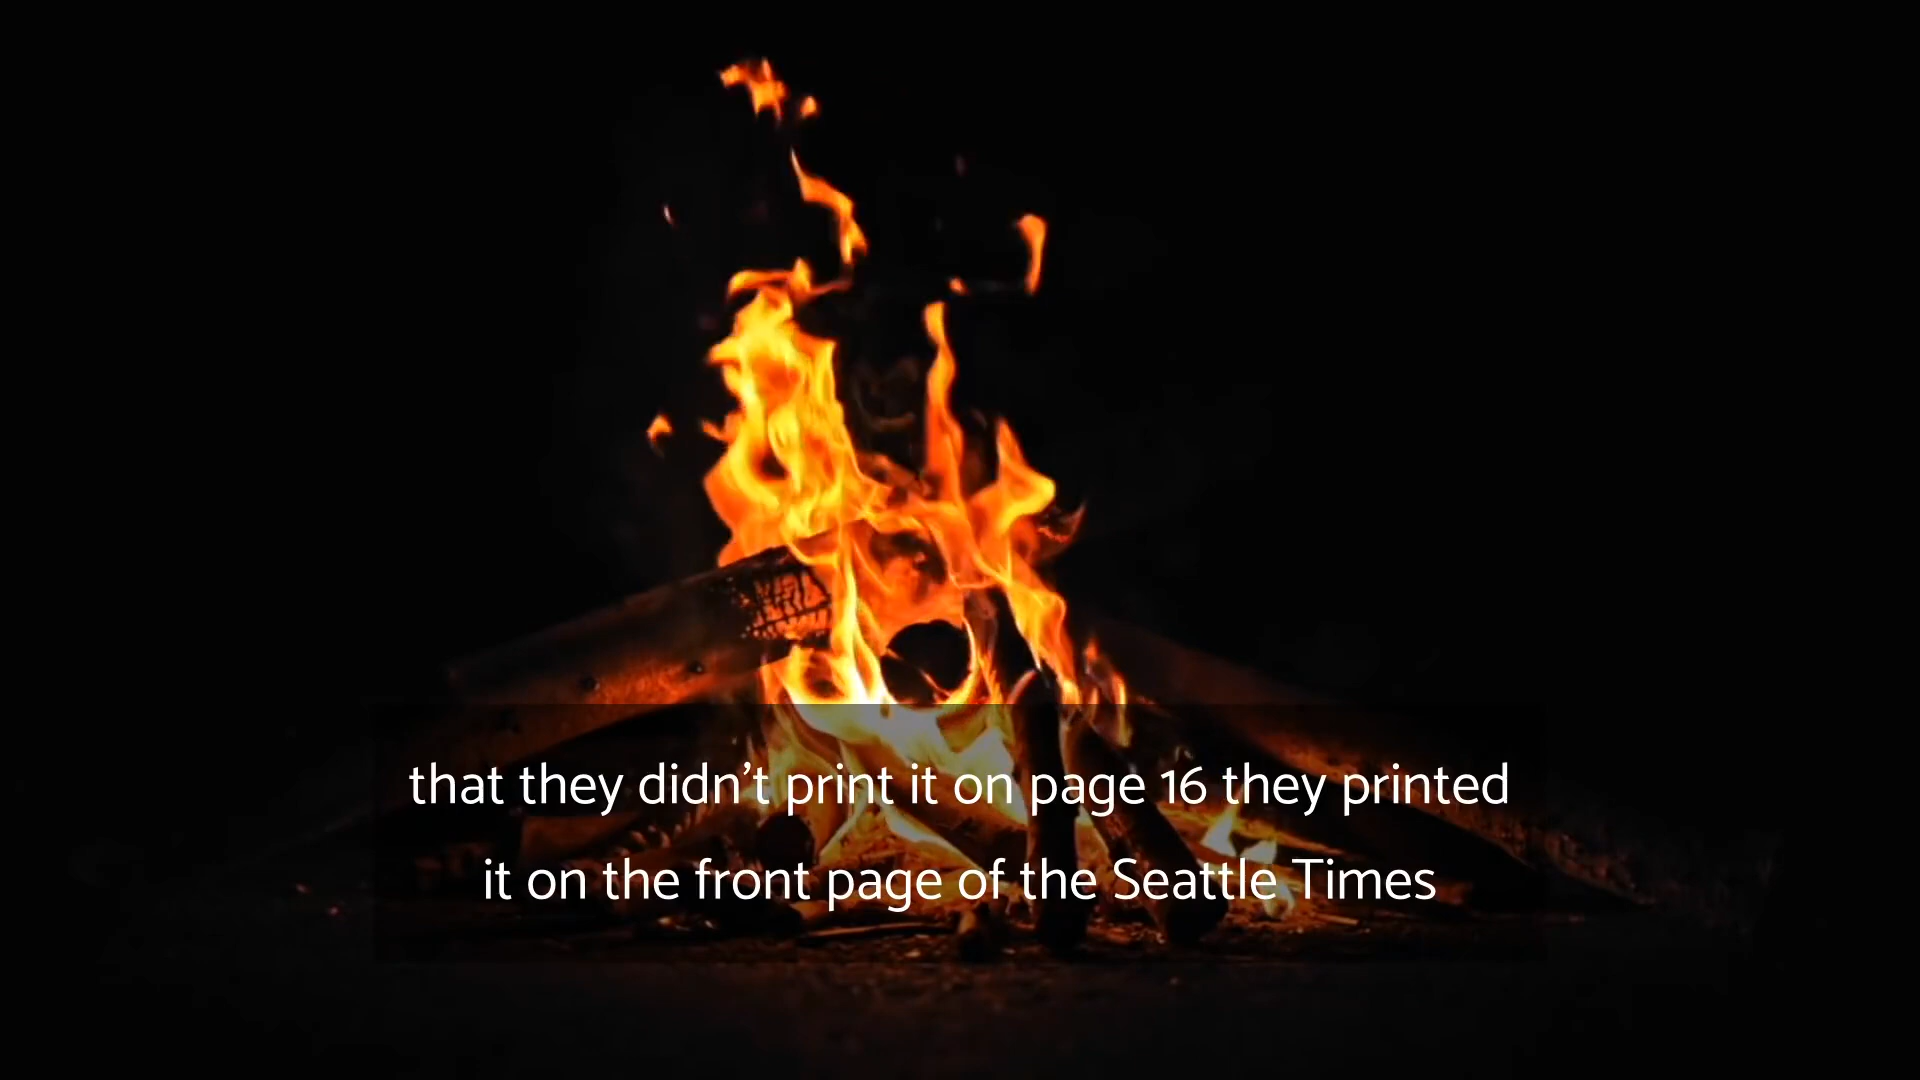 that they didn’t print it on page 16 they printed
it on the front page of the Seattle Times